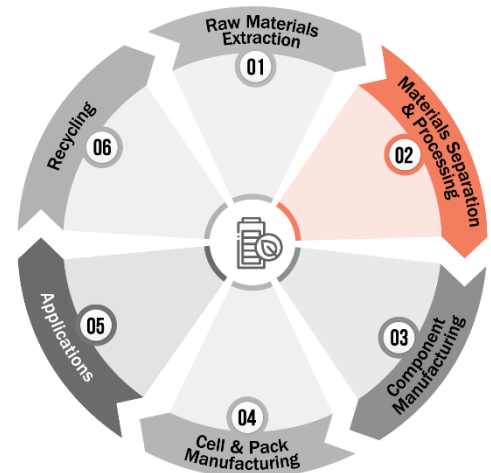 Raw Materials
Extraction
01
Materials Separation
& Processing
02
Component
Manufacturing
03
04
Cell & Pack
Manufacturing
Applications
05
Recycling
06